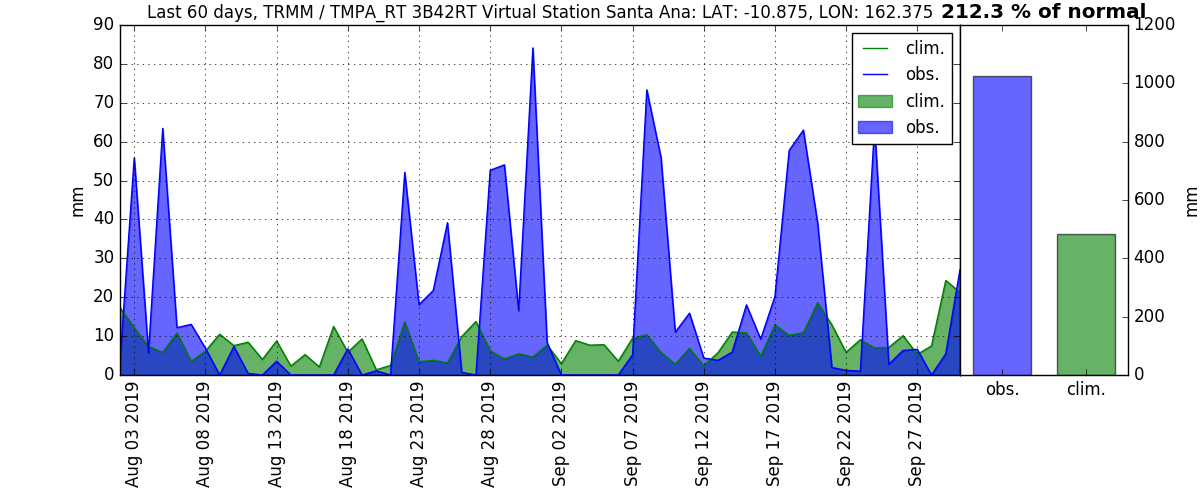 Last 60 days, TRMM / TMPA_RT 3B42RT Virtual Station Santa Ana: LAT: -10.875, LON: 162.375 212.3 % of normal
90
80
70
60
50
40
30
20
10
0
mm
clim.
obs.
clim.
obs.
1200
1000
800
600
400
200
0
mm
Aug 03 2019
Aug 08 2019
Aug 13 2019
Aug 18 2019
Aug 23 2019
Aug 28 2019
Sep 02 2019
Sep 07 2019
Sep 12 2019
Sep 17 2019
Sep 22 2019
Sep 27 2019
obs. clim.